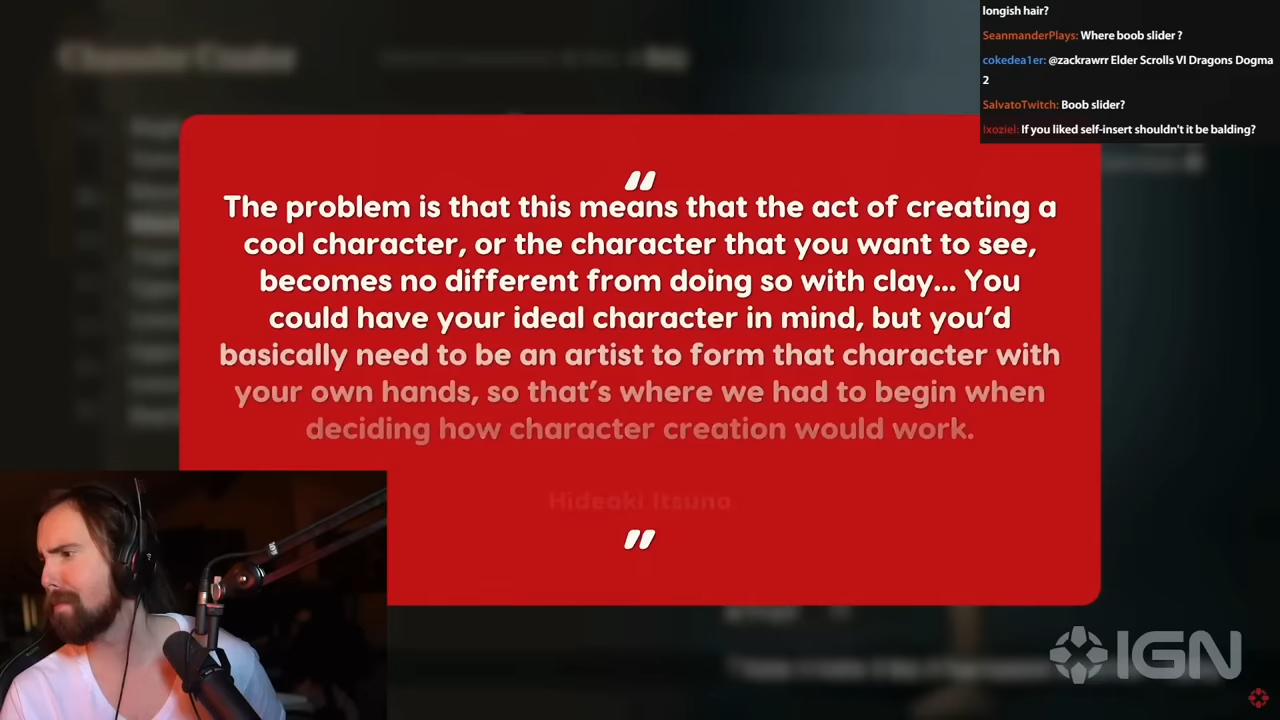 longish hair?
SeanmanderPlays: Where boob slider ?
cokedea1er: @zackrawrr Elder Scrolls VI Dragons Dogma
2
SalvatoTwitch: Boob slider?
Ixoziel: If you liked self-insert shouldn't it be balding?
"
The problem is that this means that the act of creating a
cool character, or the character that you want to see,
becomes no different from doing so with clay... You
could have your ideal character in mind, but you'd
basically need to be an artist to form that character with
your own hands, so that's where we had to begin when
deciding how character creation would work.
Hideaki Itsuno
"
IGN